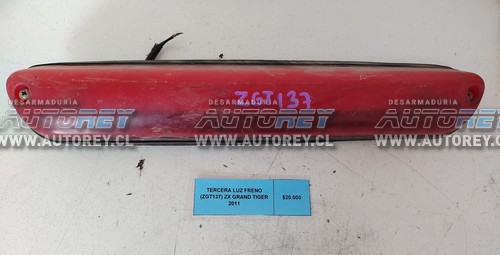 ZGT137
DESARMADURIA DESARMADURIA DESARMADURIA
AUTOREY AUTOREY AUTOREY
WWW.AUTOREY.CL WWW.AUTOREY.CL WWW.AUTOREY.CL
TERCERA LUZ FRENO
(ZGT137) ZX GRAND TIGER
2011
$20.000